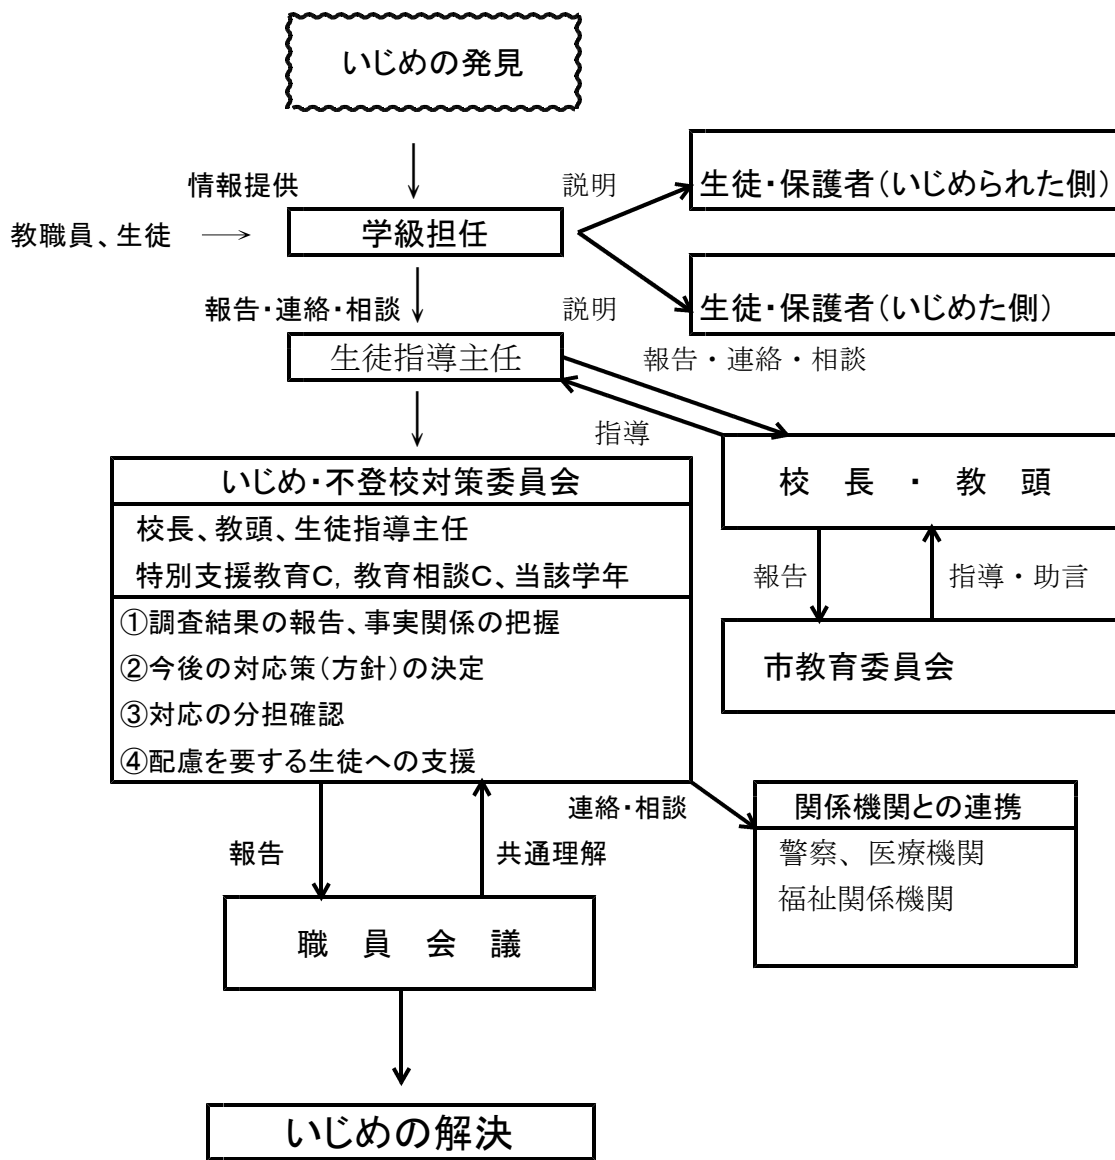 いじめの発見
情報提供
説明
生徒・保護者(いじめられた側)
教職員、生徒
学級担任
報告・連絡・相談
説明
生徒・保護者(いじめた側)
生徒指導主任
報告・連絡・相談
指導
校長・教頭
いじめ・不登校対策委員会
校長、教頭、生徒指導主任
特別支援教育C,教育相談C、当該学年
報告
指導・助言
①調査結果の報告、事実関係の把握
②今後の対応策(方針)の決定
③対応の分担確認
④配慮を要する生徒への支援
市教育委員会
連絡・相談
関係機関との連携
警察、医療機関
福祉関係機関
報告
共通理解
職員会議
いじめの解決